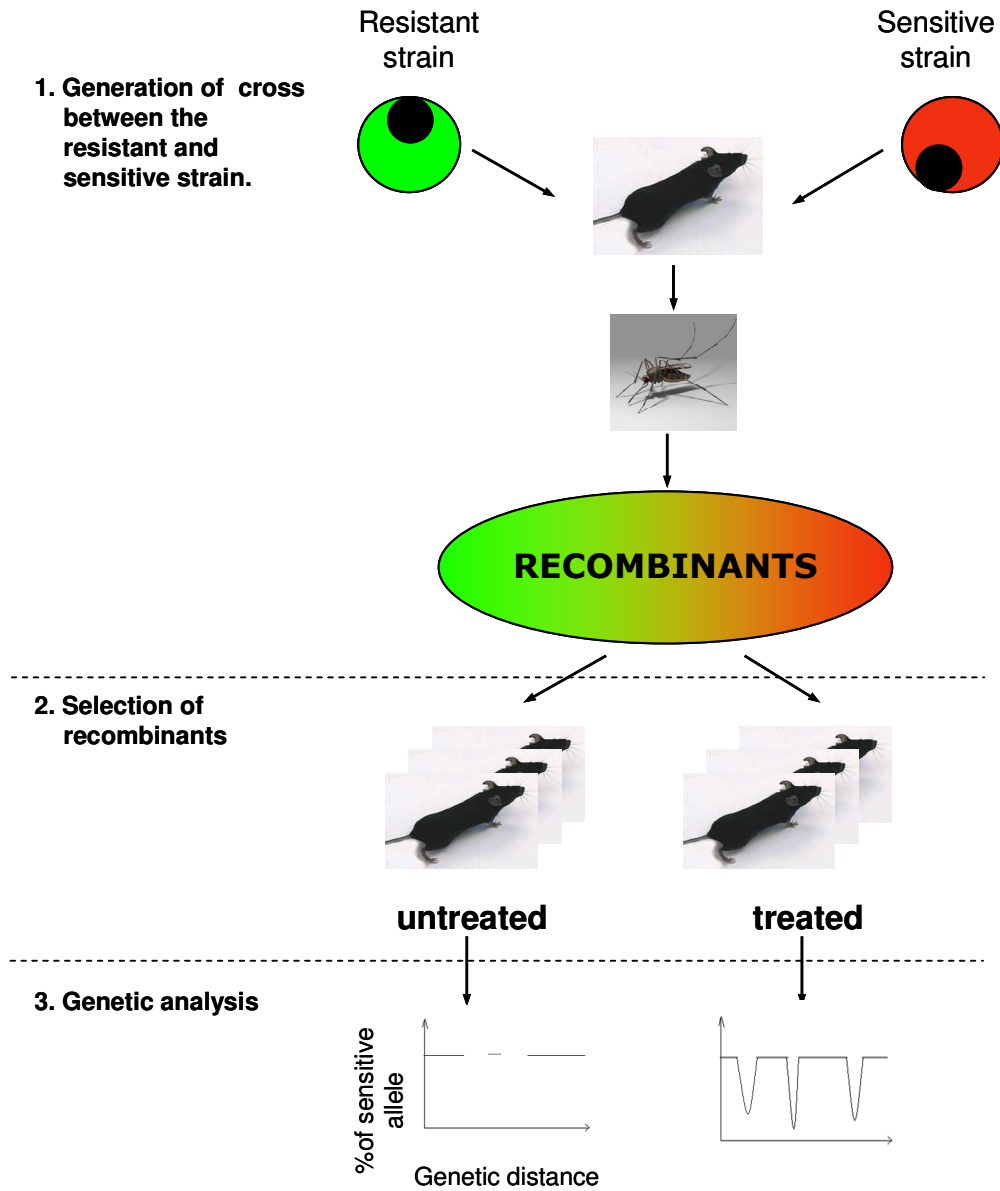 Resistant
strain
Sensitive
strain
1. Generation of cross
between the
resistant and
sensitive strain.
RECOMBINANTS
2. Selection of
recombinants
untreated
treated
3. Genetic analysis
%of sensitive
allele
Genetic distance